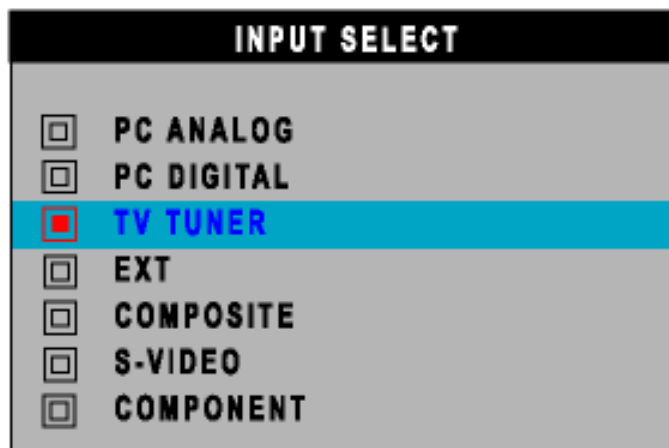 INPUT SELECT
PC ANALOG
PC DIGITAL
TV TUNER
EXT
COMPOSITE
S-VIDEO
COMPONENT